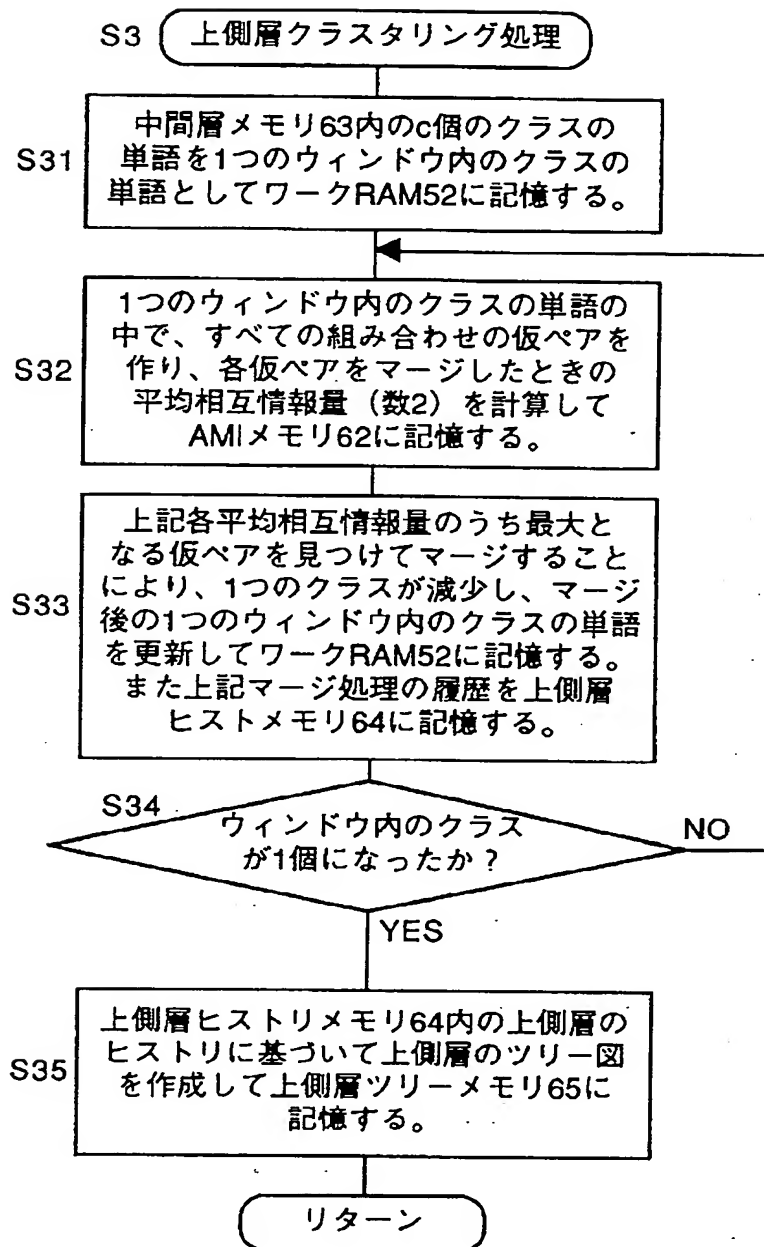 S3 上側層クラスタリング処理
S31
中間層メモリ63内のc個のクラスの
単語を1つのウィンドウ内のクラスの
単語としてワークRAM52に記憶する。
S32
1つのウィンドウ内のクラスの単語の
中で、すべての組み合わせの仮ペアを
作り、各仮ペアをマージしたときの
平均相互情報量（数2）を計算して
AMIメモリ62に記憶する。
S33
上記各平均相互情報量のうち最大と
なる仮ペアを見つけてマージすること
により、1つのクラスが減少し、マージ
後の1つのウィンドウ内のクラスの単語
を更新してワークRAM52に記憶する。
また上記マージ処理の履歴を上側層
ヒストメモリ64に記憶する。
S34
ウィンドウ内のクラス
が1個になったか？
NO
YES
S35
上側層ヒストリメモリ64内の上側層の
ヒストリに基づいて上側層のツリー図
を作成して上側層ツリーメモリ65に
記憶する。
リターン